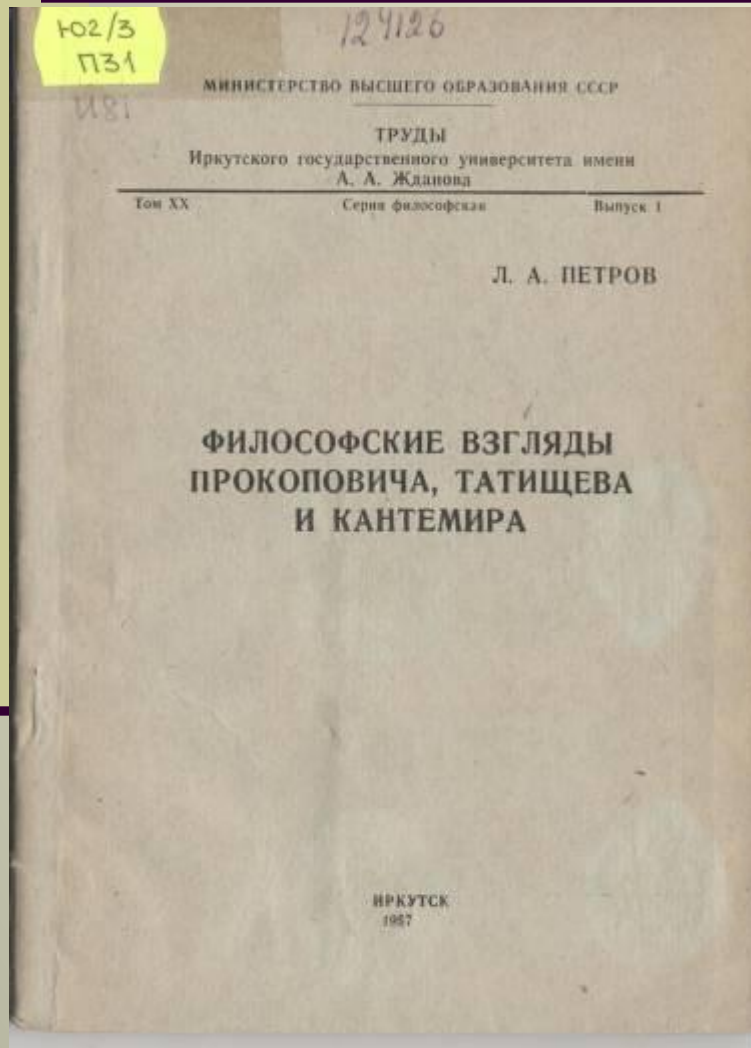 Ю2/3
П31
124126
И81
МИНИСТЕРСТВО ВЫСШЕГО ОБРАЗОВАНИЯ СССР
ТРУДЫ
Иркутского государственного университета имени
А. А. Жданова
Том XX Серия философская Выпуск 1
Л. А. ПЕТРОВ
ФИЛОСОФСКИЕ ВЗГЛЯДЫ
ПРОКОПОВИЧА, ТАТИЩЕВА
И КАНТЕМИРА
ИРКУТСК
1957